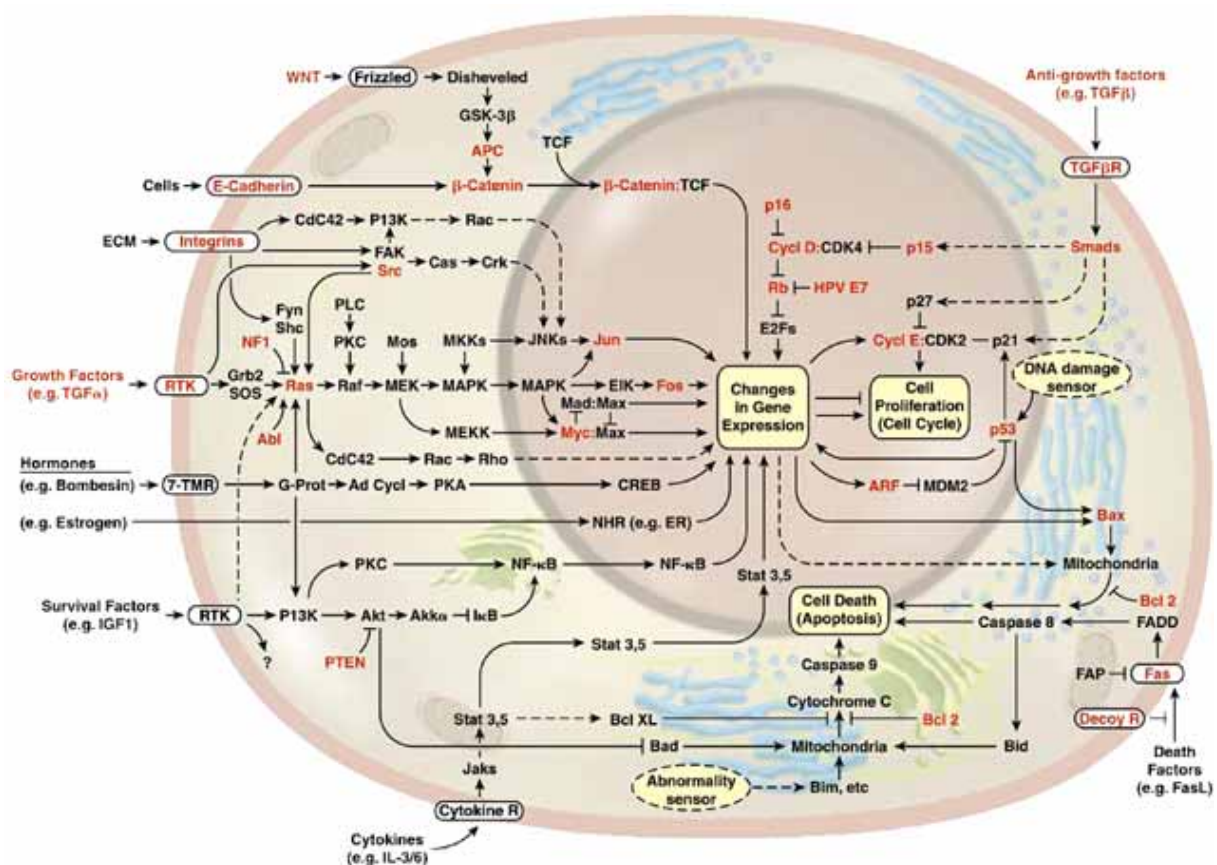 WNT
Frizzled
Disheveled
GSK-3β
APC
TCF
Anti-growth factors
(e.g. TGFβ)
TGFβR
Cells
E-Cadherin
β-Catenin
β-Catenin:TCF
p16
CdC42
P13K
Rac
ECM
Integrins
FAK
Src
Cas
Crk
Cycl D:CDK4
p15
Smads
Rb
HPV E7
Fyn
Shc
PLC
p27
NF1
PKC
Mos
MKKs
JNKs
Jun
E2Fs
Cycl E:CDK2
p21
Growth Factors
(e.g. TGFα)
RTK
Grb2
SOS
Ras
Raf
MEK
MAPK
MAPK
ElK
Fos
Changes
in Gene
Expression
Cell
Proliferation
(Cell Cycle)
DNA damage
sensor
Mad:Max
Abl
MEKK
Myc:Max
p53
CdC42
Rac
Rho
Hormones
(e.g. Bombesin)
7-TMR
G-Prot
Ad Cycl
PKA
CREB
ARF
MDM2
(e.g. Estrogen)
NHR (e.g. ER)
Bax
PKC
NF-κB
NF-κB
Stat 3,5
Mitochondria
Survival Factors
(e.g. IGF1)
RTK
P13K
Akt
Akkα
IκB
Cell Death
(Apoptosis)
Bcl 2
Caspase 8
FADD
?
PTEN
Stat 3,5
Caspase 9
FAP
Fas
Cytochrome C
Stat 3,5
Bcl XL
Bcl 2
Decoy R
Bad
Mitochondria
Bid
Death
Factors
(e.g. FasL)
Jaks
Abnormality
sensor
Bim, etc
Cytokine R
Cytokines
(e.g. IL-3/6)